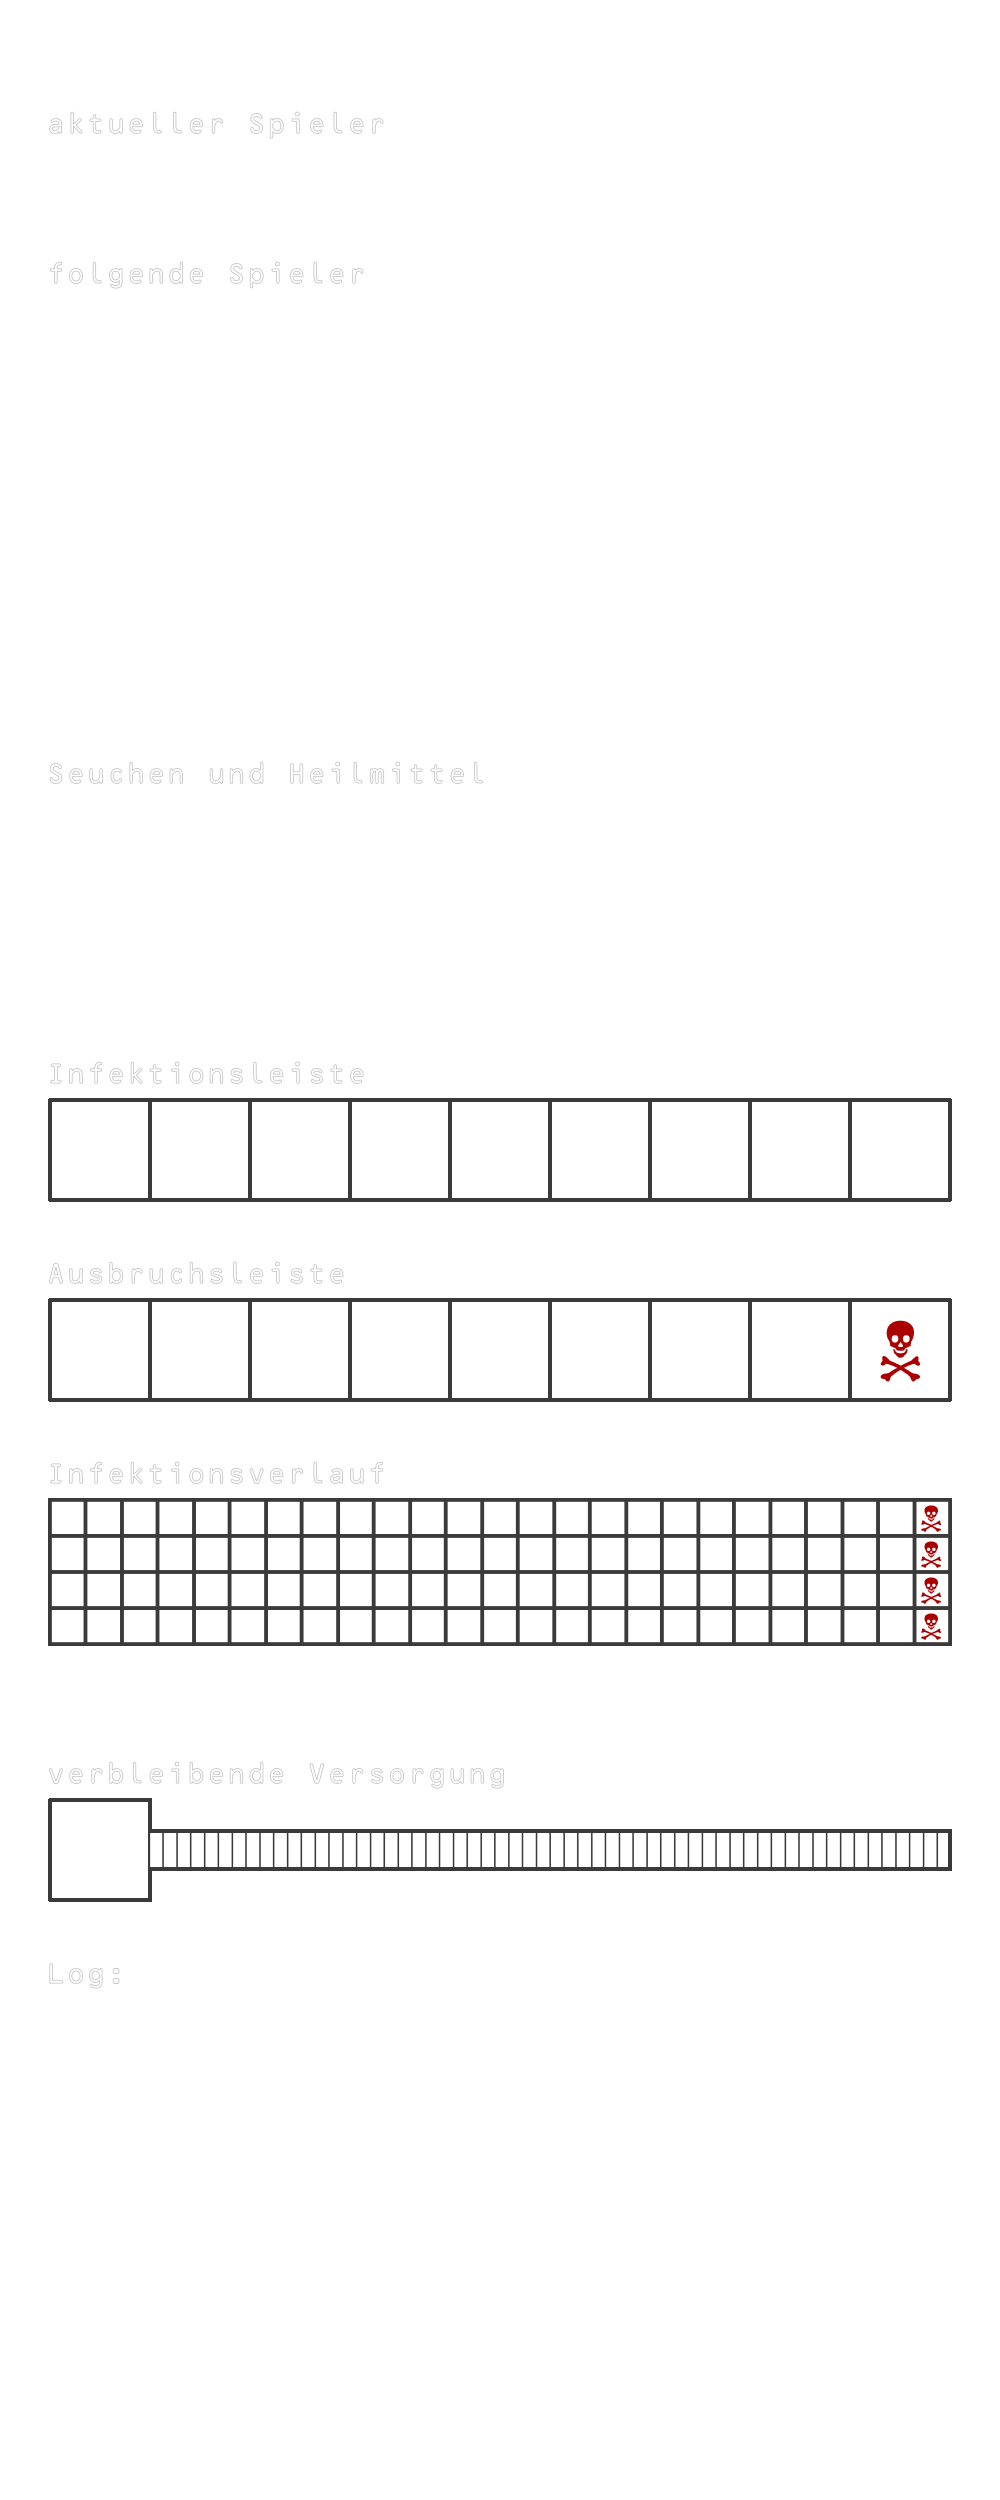 aktueller Spieler
folgende Spieler
Seuchen und Heilmittel
Infektionsleiste
Ausbruchsleiste
Infektionsverlauf
verbleibende Versorgung
Log: